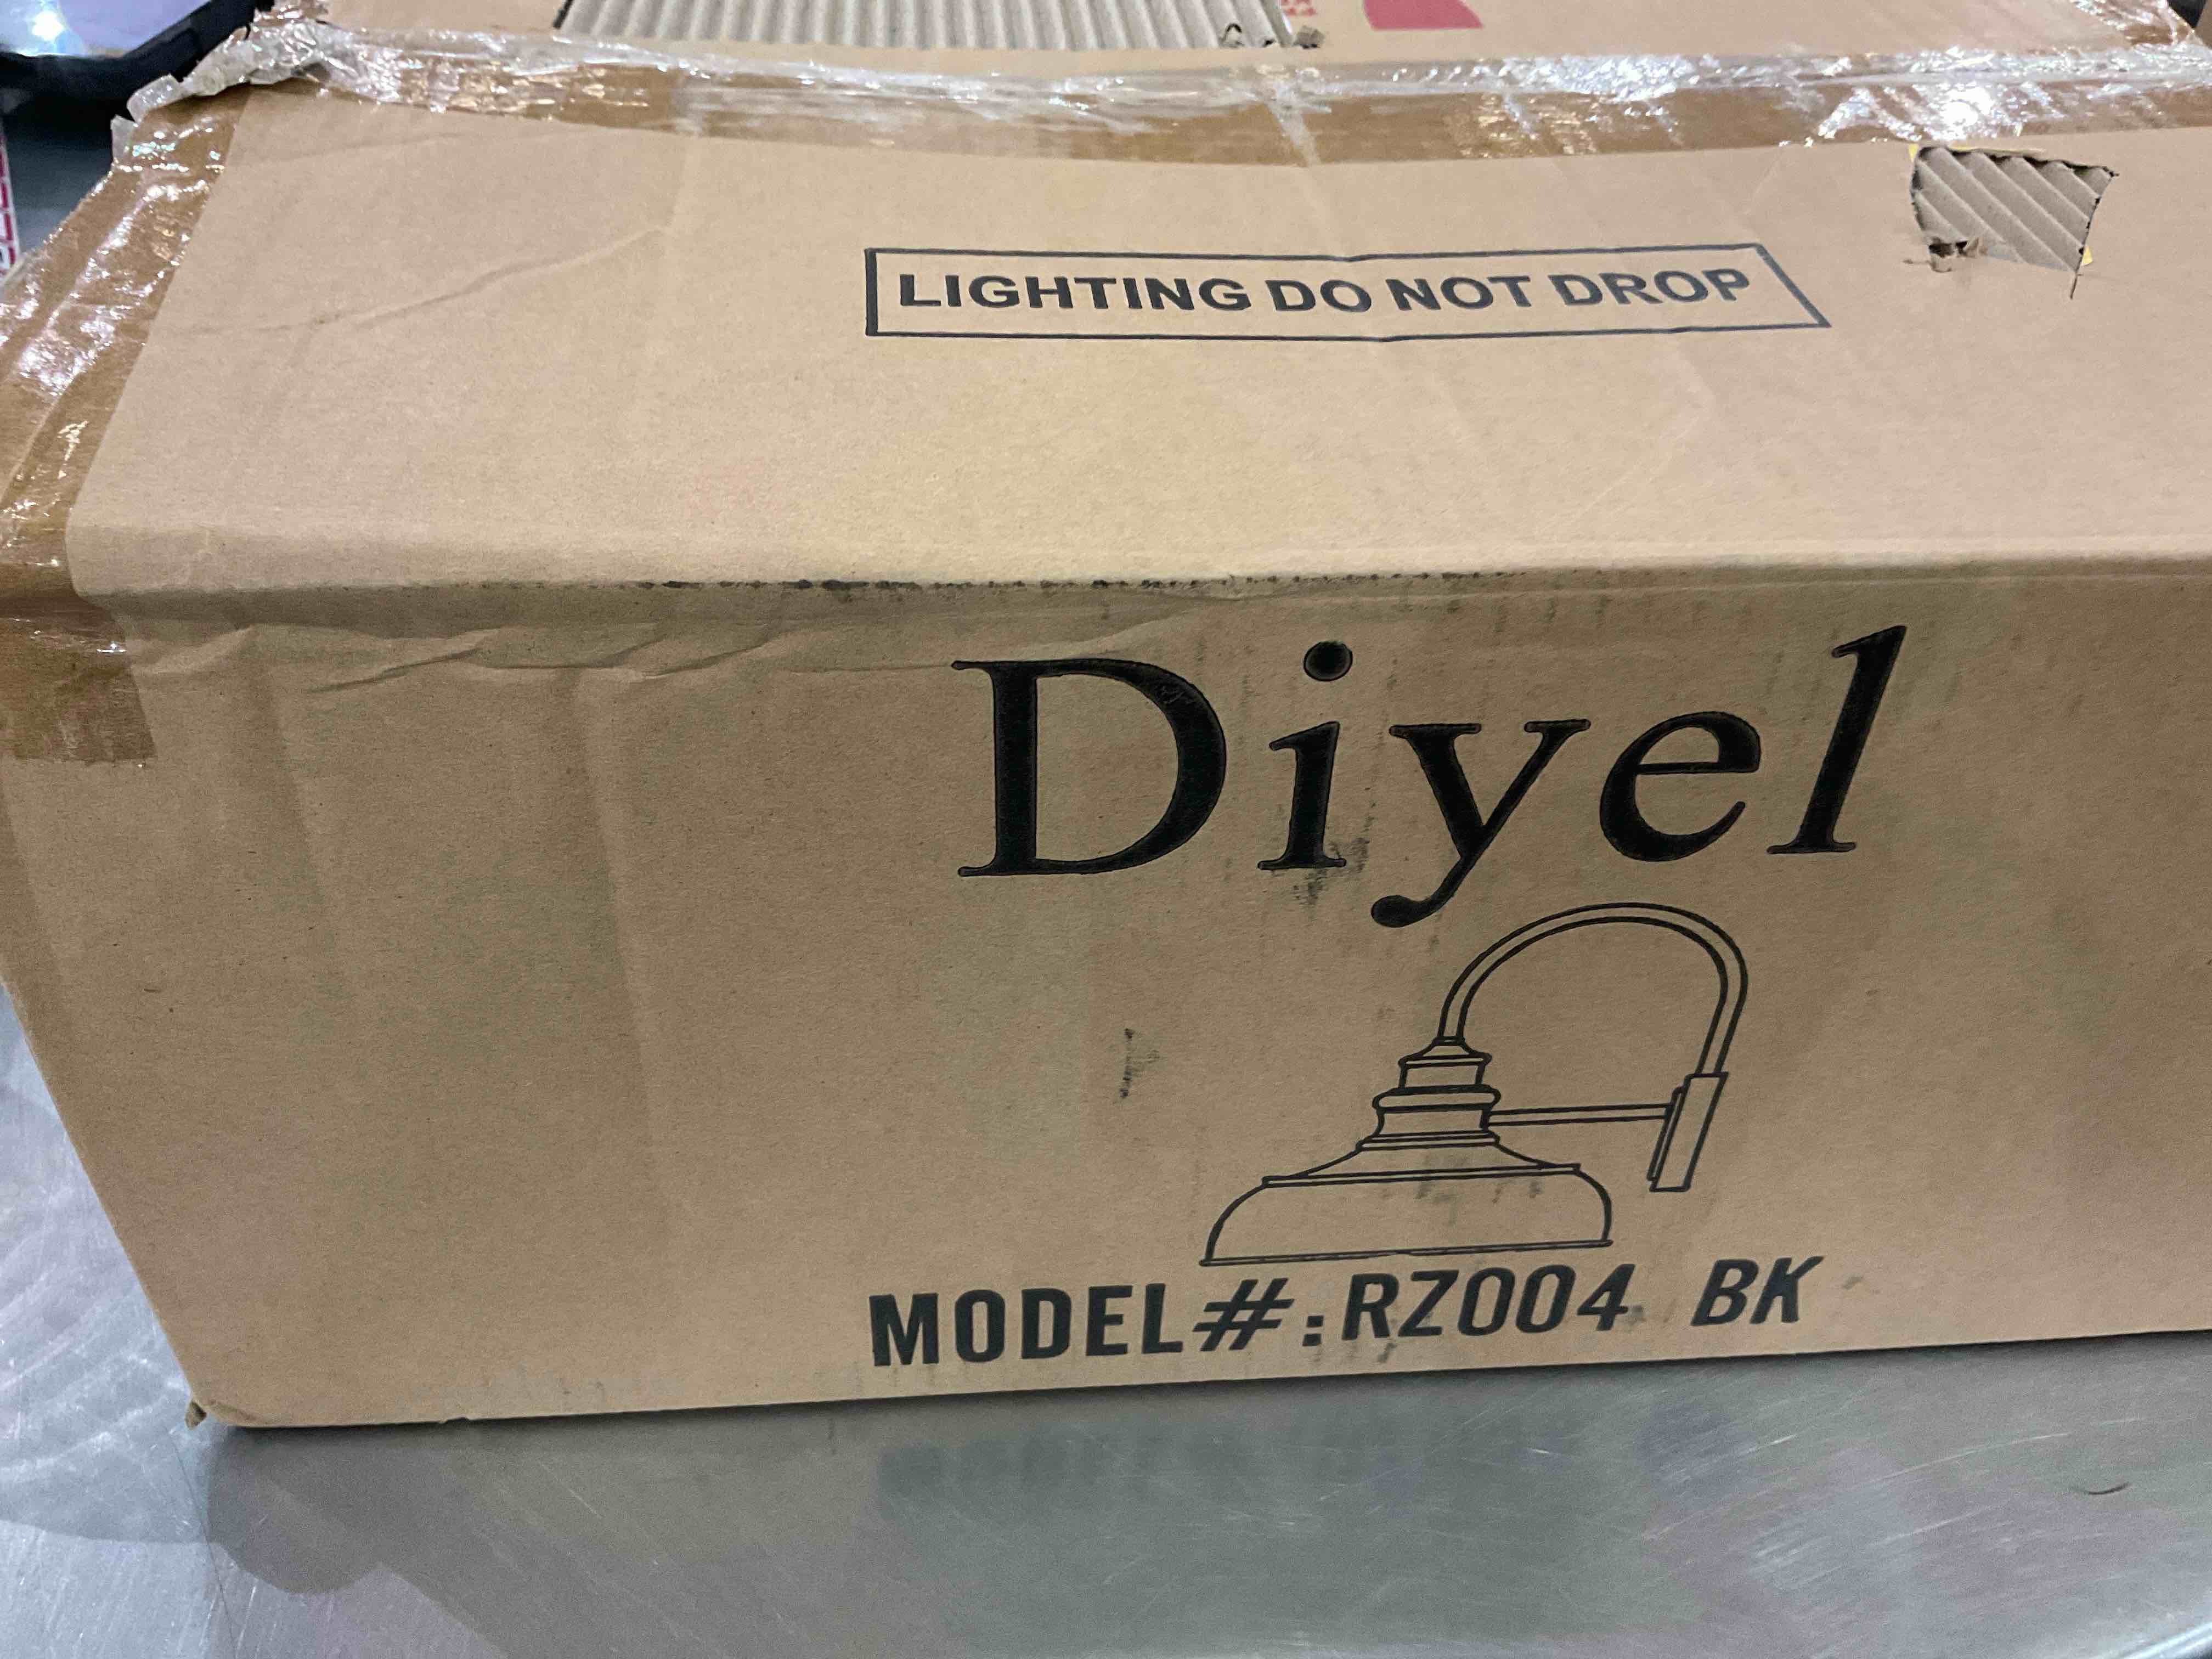 LIGHTING DO NOT DROP
Diyel
MODEL#:RZ004 BK